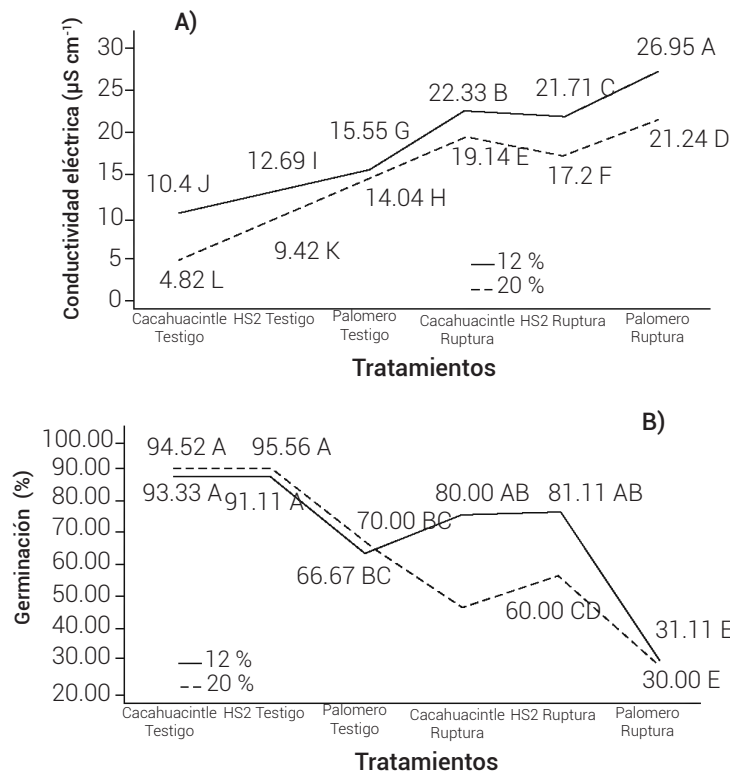 A)
Conductividad eléctrica (µS cm⁻¹)
30
25
20
15
10
5
0
10.4 J
12.69 I
15.55 G
22.33 B
21.71 C
26.95 A
4.82 L
9.42 K
14.04 H
19.14 E
17.2 F
21.24 D
12 %
20 %
Cacahuacintle
Testigo
HS2 Testigo
Palomero
Testigo
Cacahuacintle
Ruptura
HS2 Ruptura
Palomero
Ruptura
Tratamientos
B)
Germinación (%)
100.00
90.00
80.00
70.00
60.00
50.00
40.00
30.00
20.00
94.52 A
95.56 A
93.33 A
91.11 A
70.00 BC
66.67 BC
80.00 AB
81.11 AB
60.00 CD
31.11 E
30.00 E
12 %
20 %
Cacahuacintle
Testigo
HS2 Testigo
Palomero
Testigo
Cacahuacintle
Ruptura
HS2 Ruptura
Palomero
Ruptura
Tratamientos